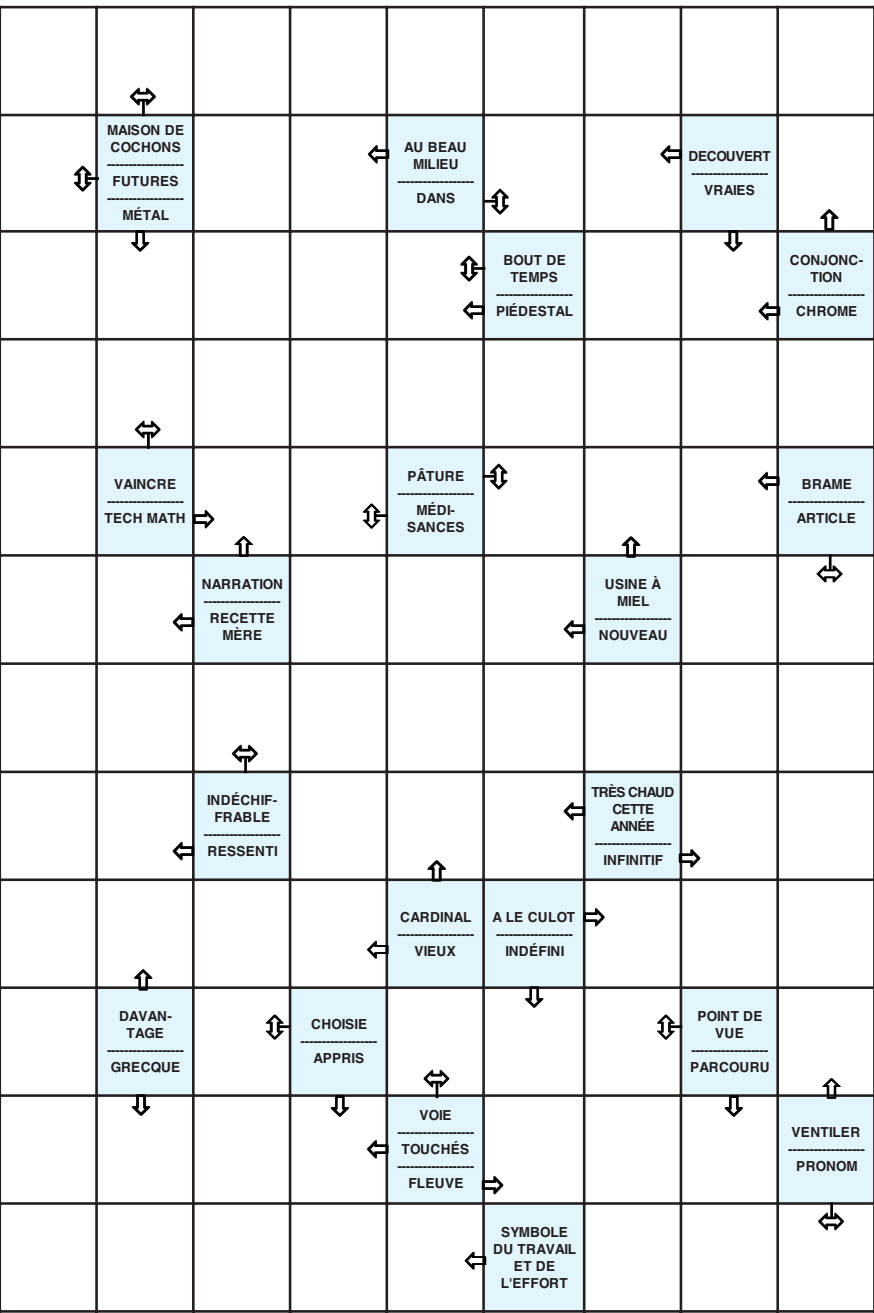 MAISON DE
COCHONS
FUTURES
MÉTAL
AU BEAU
MILIEU
DANS
DECOUVERT
VRAIES
BOUT DE
TEMPS
PIÉDESTAL
CONJONC-
TION
CHROME
VAINCRE
TECH MATH
PÂTURE
MÉDI-
SANCES
BRAME
ARTICLE
NARRATION
RECETTE
MÈRE
USINE À
MIEL
NOUVEAU
INDÉCHIF-
FRABLE
RESSENTI
TRÈS CHAUD
CETTE
ANNÉE
INFINITIF
CARDINAL
VIEUX
A LE CULOT
INDÉFINI
DAVAN-
TAGE
GRECQUE
CHOISIE
APPRIS
POINT DE
VUE
PARCOURU
VOIE
TOUCHÉS
FLEUVE
VENTILER
PRONOM
SYMBOLE
DU TRAVAIL
ET DE
L'EFFORT